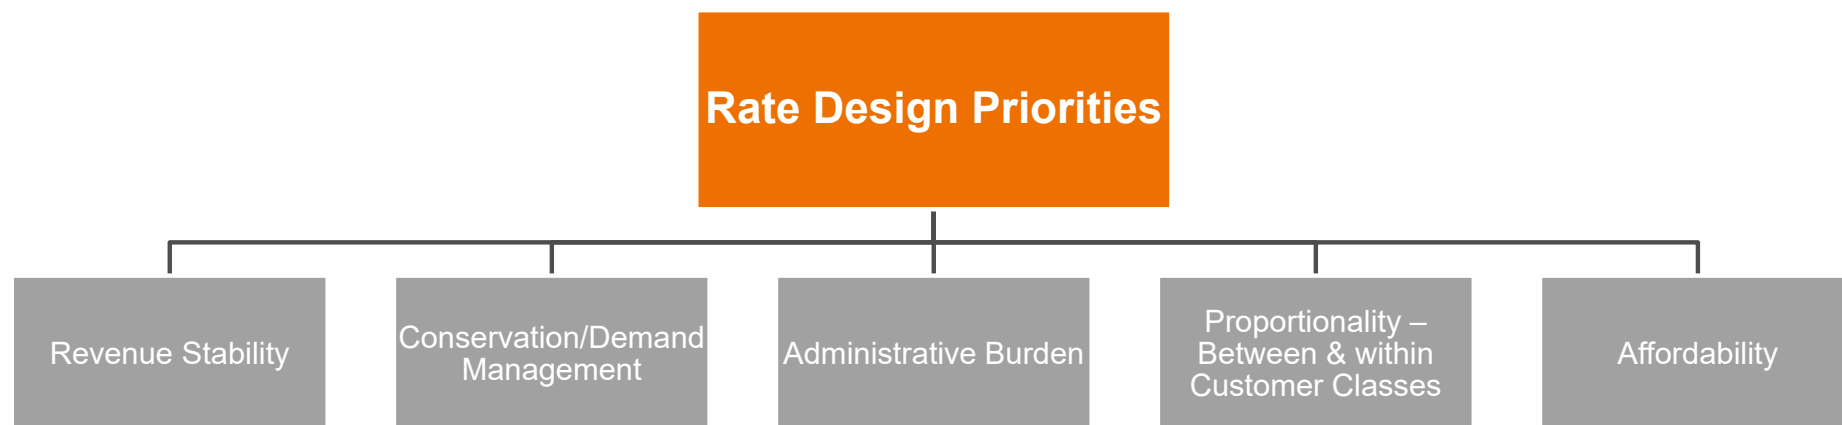 Rate Design Priorities
Revenue Stability
Conservation/Demand
Management
Administrative Burden
Proportionality –
Between & within
Customer Classes
Affordability